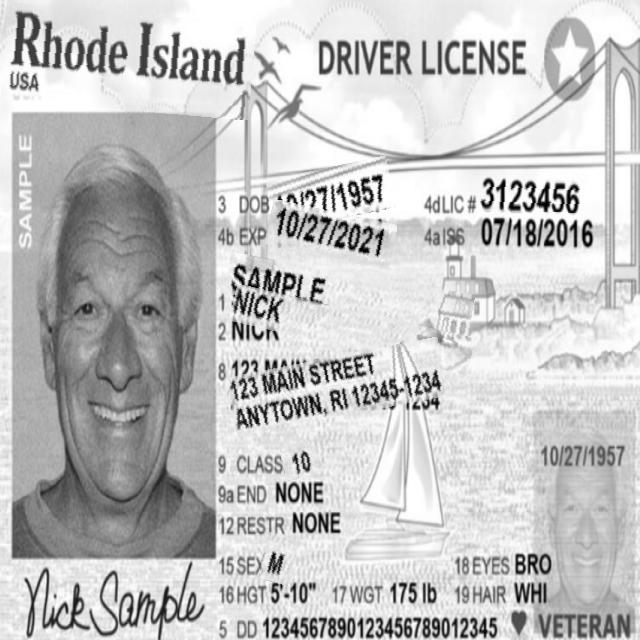 Rhode Island DRIVER LICENSE
USA
SAMPLE
3 DOB 10/27/1957 4d LIC # 3123456
4b EXP 10/27/2021 4a ISS 07/18/2016
1 SAMPLE
NICK
2 NICK
8 123 MAIN
123 MAIN STREET
ANYTOWN, RI 12345-1234
1234
9 CLASS 10
9a END NONE
12 RESTR NONE
10/27/1957
15 SEX M 18 EYES BRO
16 HGT 5'-10" 17 WGT 175 lb 19 HAIR WHI
5 DD 1234567890123456789012345 VETERAN
Nick Sample